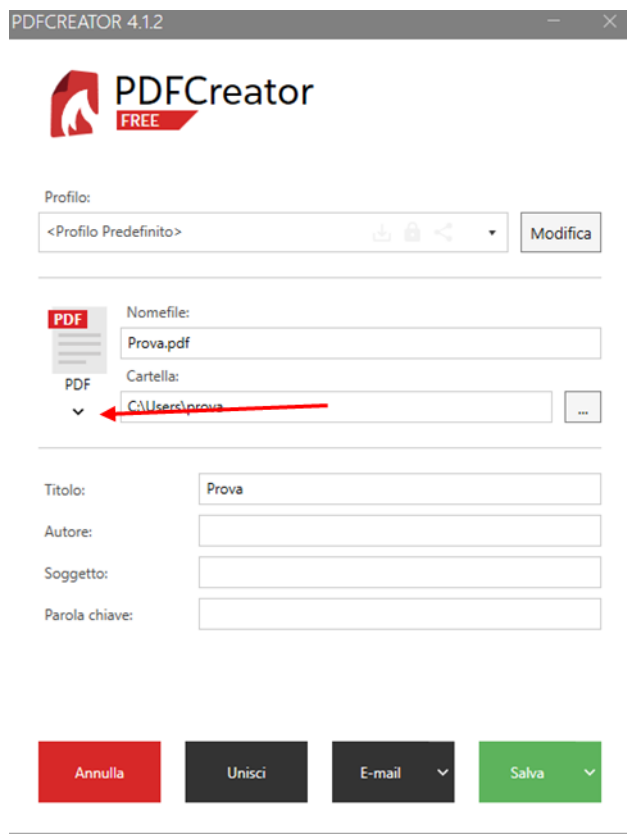 PDFCREATOR 4.1.2
PDFCreator
FREE
Profilo:
<Profilo Predefinito>
Modifica
PDF
Nomefile:
Prova.pdf
PDF
Cartella:
C:\Users\prova
...
Titolo:
Prova
Autore:
Soggetto:
Parola chiave:
Annulla
Unisci
E-mail
Salva